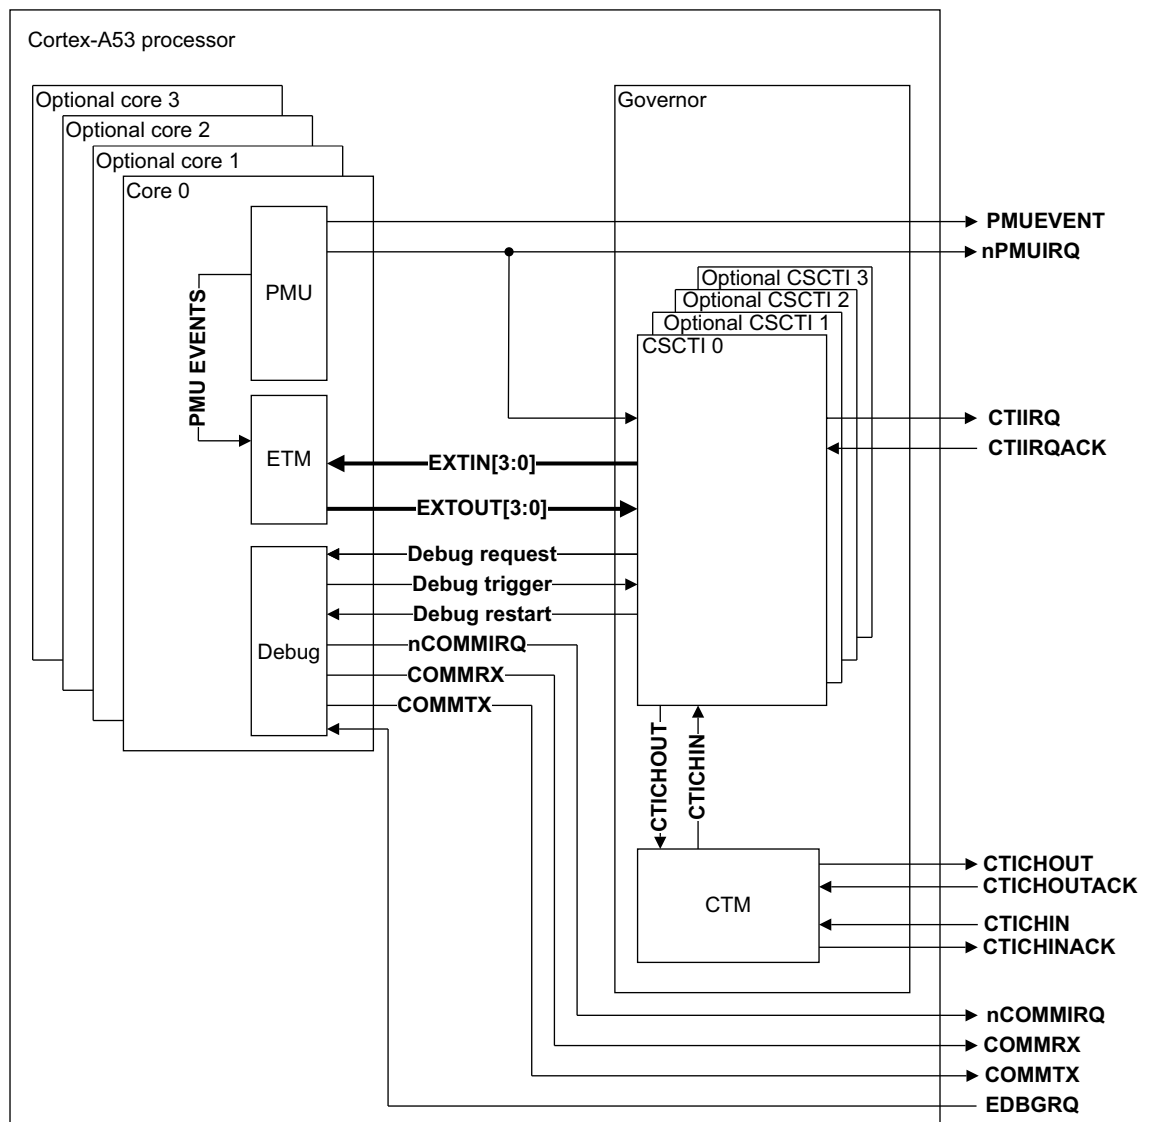 Cortex-A53 processor
Optional core 3
Optional core 2
Optional core 1
Core 0
Governor
PMUEVENT
nPMUIRQ
PMU
PMU EVENTS
Optional CSCTI 3
Optional CSCTI 2
Optional CSCTI 1
CSCTI 0
CTIIRQ
CTIIRQACK
ETM
EXTIN[3:0]
EXTOUT[3:0]
Debug request
Debug trigger
Debug restart
Debug
nCOMMIRQ
COMMRX
COMMTX
CTICHOUT
CTICHIN
CTM
CTICHOUT
CTICHOUTACK
CTICHIN
CTICHINACK
nCOMMIRQ
COMMRX
COMMTX
EDBGRQ